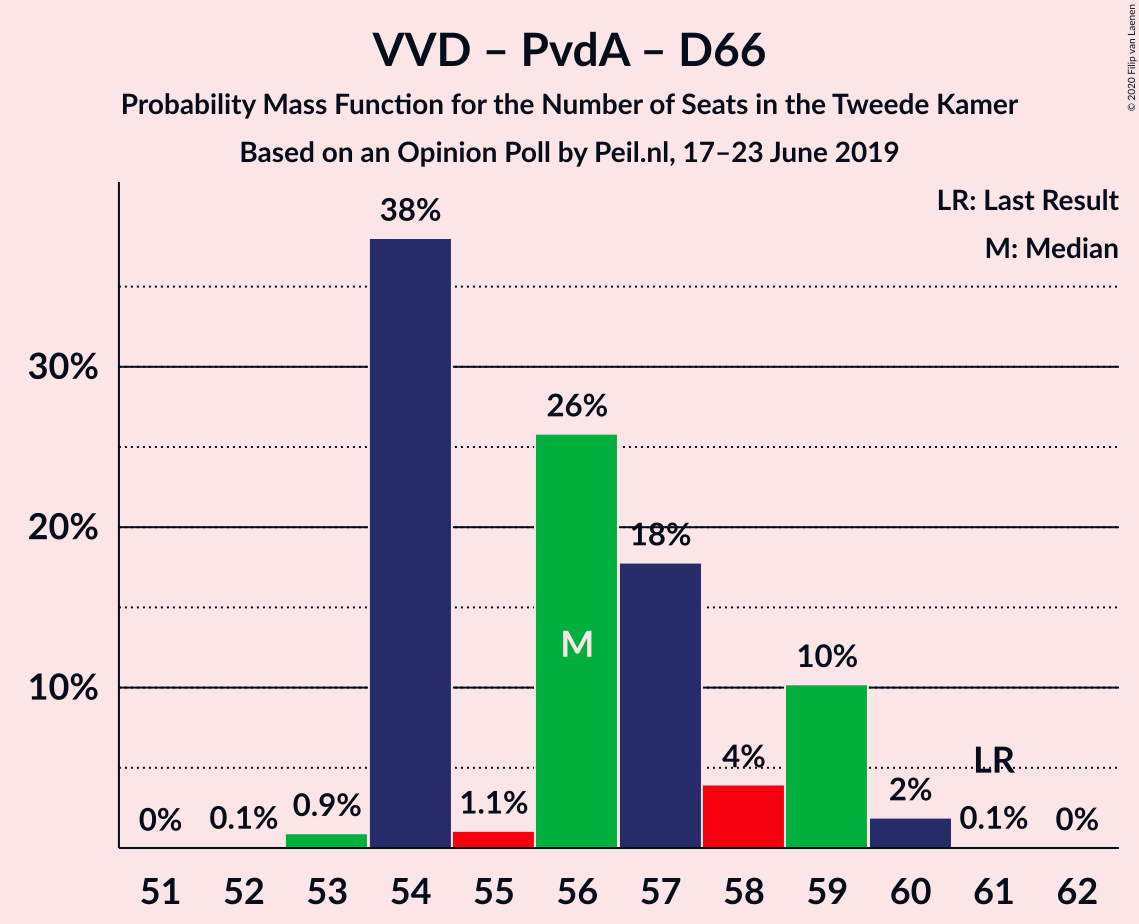 VVD – PvdA – D66
Probability Mass Function for the Number of Seats in the Tweede Kamer
Based on an Opinion Poll by Peil.nl, 17–23 June 2019
© 2020 Filip van Laenen
LR: Last Result
M: Median
30%
20%
10%
0%
0.1%
0.9%
38%
1.1%
26%
M
18%
4%
10%
2%
LR
0.1%
0%
51 52 53 54 55 56 57 58 59 60 61 62